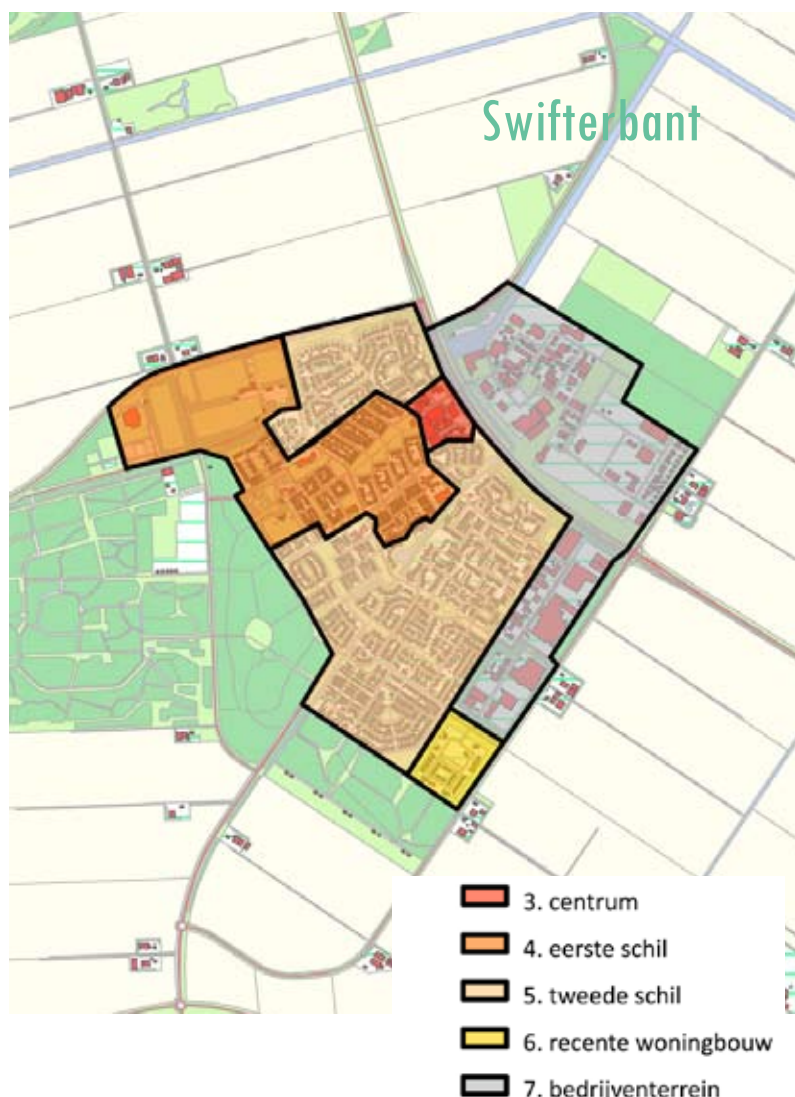 Swifterbant
3. centrum
4. eerste schil
5. tweede schil
6. recente woningbouw
7. bedrijventerrein